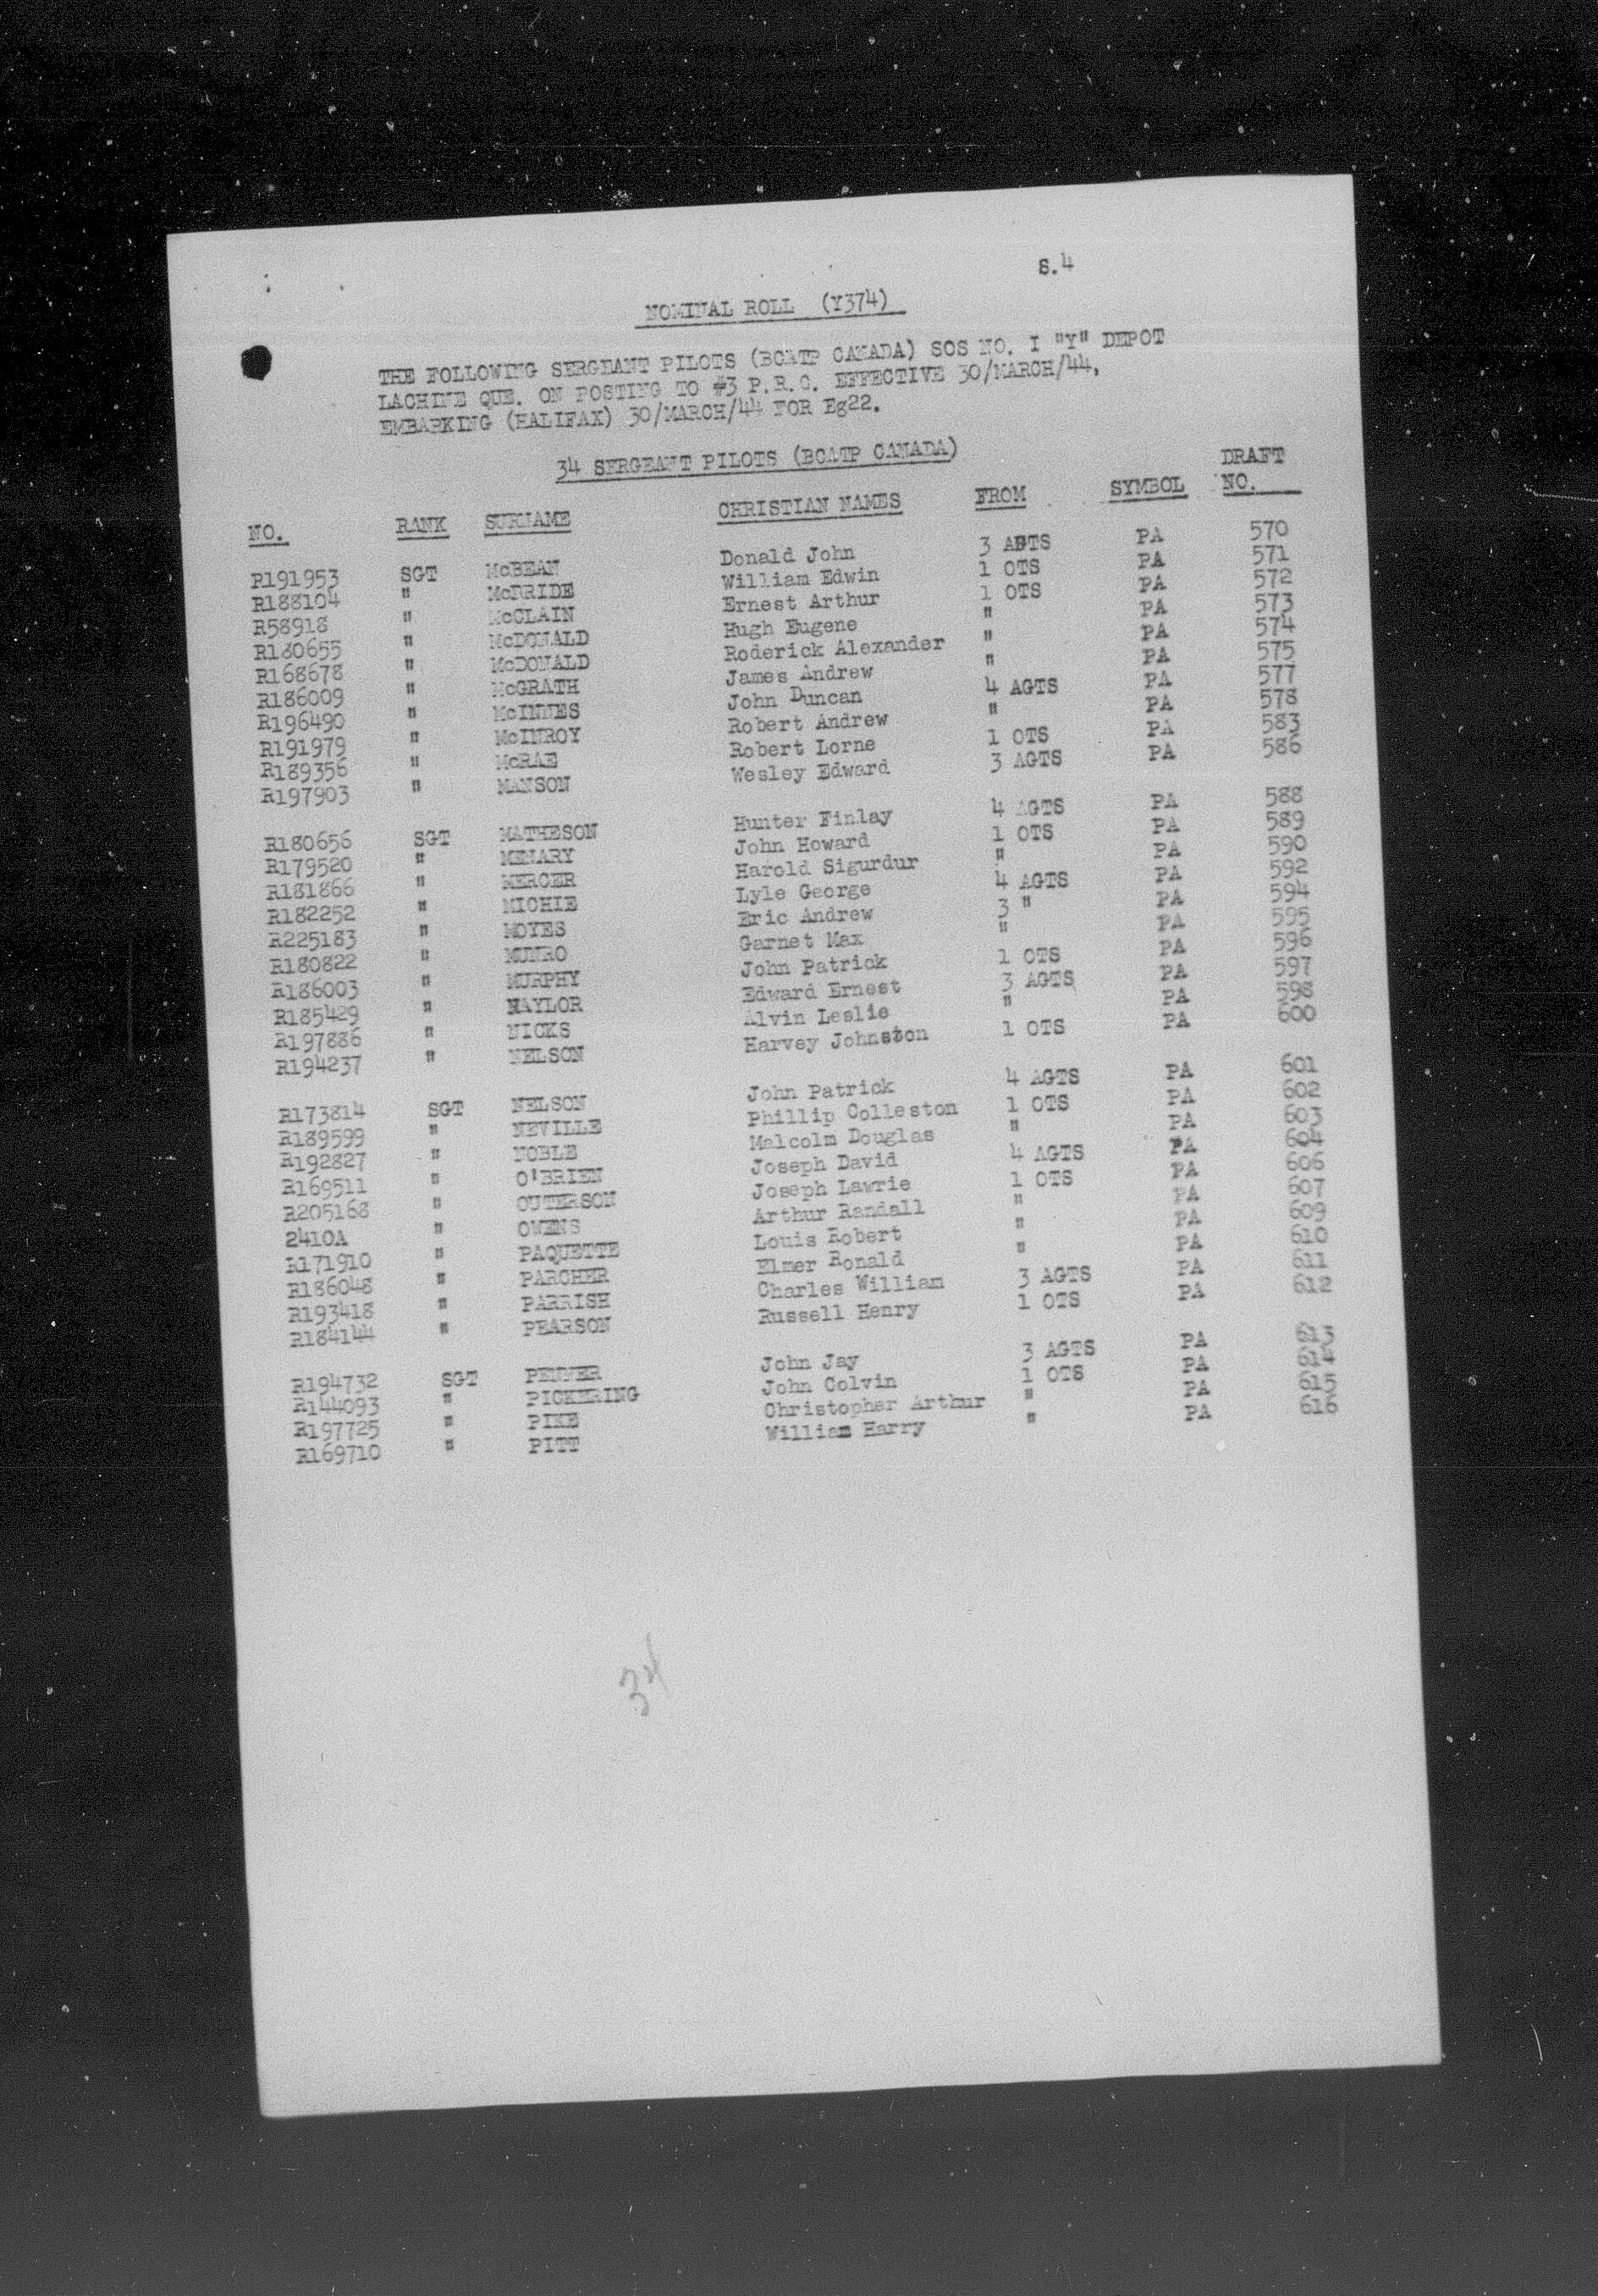 S.4
NOMINAL ROLL (Y374)
THE FOLLOWING SERGEANT PILOTS (BCATP CANADA) SOS NO. I "Y" DEPOT
LACHINE QUE. ON POSTING TO #3 P.R.C. EFFECTIVE 30/MARCH/44,
EMBARKING (HALIFAX) 30/MARCH/44 FOR Eg22.
34 SERGEANT PILOTS (BCATP CANADA)
NO. RANK SURNAME CHRISTIAN NAMES FROM SYMBOL DRAFT NO.
R191953 SGT McBEAN Donald John 3 AGTS PA 570
R188104 " McBRIDE William Edwin 1 OTS PA 571
R58918 " McCLAIN Ernest Arthur 1 OTS PA 572
R180655 " McDONALD Hugh Eugene " PA 573
R168678 " McDONALD Roderick Alexander " PA 574
R186009 " McGRATH James Andrew " PA 575
R196490 " McINNES John Duncan 4 AGTS PA 577
R191979 " McINROY Robert Andrew " PA 578
R189356 " McRAE Robert Lorne 1 OTS PA 583
R197903 " MANSON Wesley Edward 3 AGTS PA 586
R180656 SGT MATHESON Hunter Finlay 4 AGTS PA 588
R179520 " MENARY John Howard 1 OTS PA 589
R181866 " MERCER Harold Sigurdur " PA 590
R182252 " MICHIE Lyle George 4 AGTS PA 592
R225183 " MOYES Eric Andrew 3 " PA 594
R180822 " MUNRO Garnet Max " PA 595
R186003 " MURPHY John Patrick 1 OTS PA 596
R185429 " NAYLOR Edward Ernest 3 AGTS PA 597
R197886 " NICKS Alvin Leslie " PA 598
R194237 " NELSON Harvey Johnston 1 OTS PA 600
R173814 SGT NELSON John Patrick 4 AGTS PA 601
R189599 " NEVILLE Phillip Colleston 1 OTS PA 602
R192827 " NOBLE Malcolm Douglas " PA 603
R169511 " O'BRIEN Joseph David 4 AGTS PA 604
R205168 " OUTERSON Joseph Lawrie 1 OTS PA 606
2410A " OWENS Arthur Randall " PA 607
R171910 " PAQUETTE Louis Robert " PA 609
R186048 " PARCHER Elmer Ronald " PA 610
R193418 " PARRISH Charles William 3 AGTS PA 611
R184144 " PEARSON Russell Henry 1 OTS PA 612
R194732 SGT PENNER John Jay 3 AGTS PA 613
R144093 " PICKERING John Colvin 1 OTS PA 614
R197725 " PIKE Christopher Arthur " PA 615
R169710 " PITT William Harry " PA 616
34